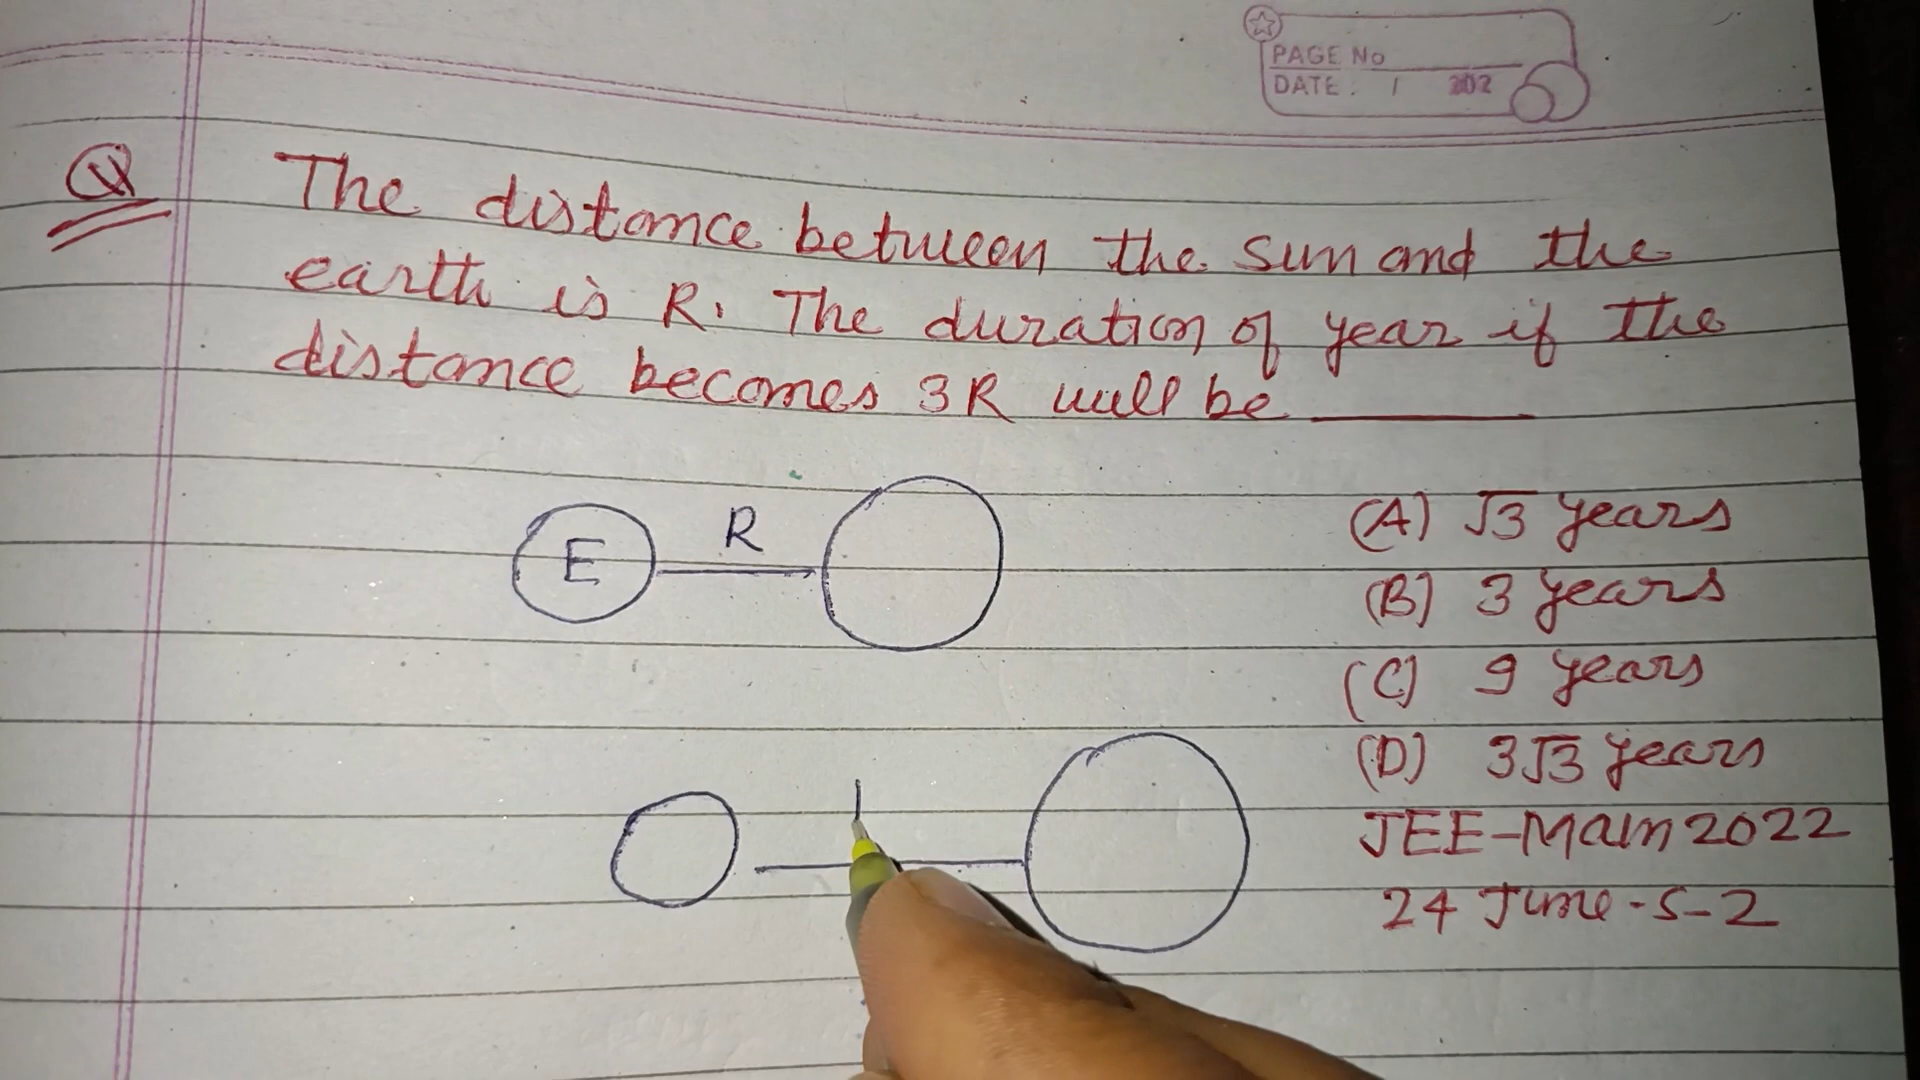 PAGE No
DATE: / 202
Q The distance between the sun and the
earth is R. The duration of year if the
distance becomes 3R will be ______
E R
(A) √3 years
(B) 3 years
(C) 9 years
(D) 3√3 years
JEE-Main 2022
24 June-S-2